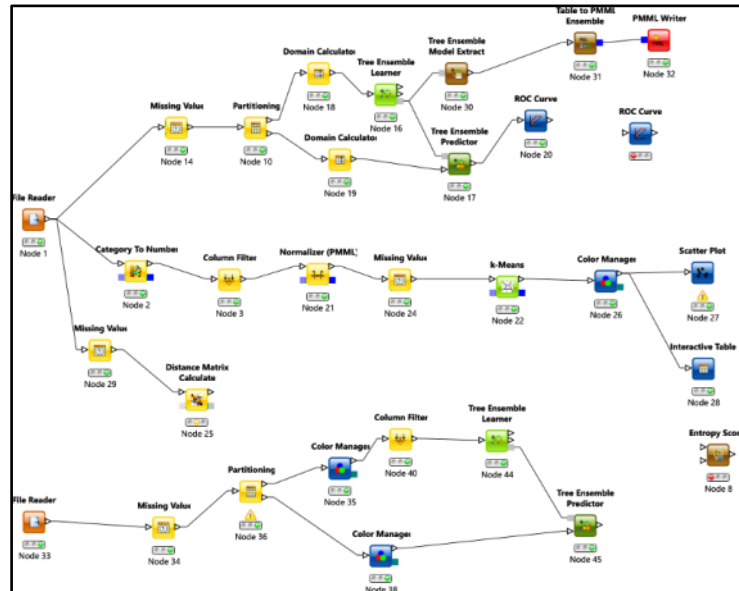 Table to PMML
Ensemble
PMML Writer
Node 31
Node 32
Domain Calculator
Tree Ensemble
Learner
Tree Ensemble
Model Extract
Node 18
Node 16
Node 30
Missing Value
Partitioning
ROC Curve
ROC Curve
Node 14
Node 10
Domain Calculator
Tree Ensemble
Predictor
Node 20
Node 19
Node 17
File Reader
Node 1
Category To Number
Column Filter
Normalizer (PMML)
Missing Value
k-Means
Color Manager
Scatter Plot
Node 2
Node 3
Node 21
Node 24
Node 22
Node 26
Node 27
Missing Value
Node 29
Distance Matrix
Calculate
Node 25
Interactive Table
Node 28
Column Filter
Tree Ensemble
Learner
Color Manager
Node 40
Node 44
Entropy Scor
Node 8
Partitioning
Node 35
File Reader
Missing Value
Node 36
Tree Ensemble
Predictor
Node 33
Node 34
Color Manager
Node 45
Node 38